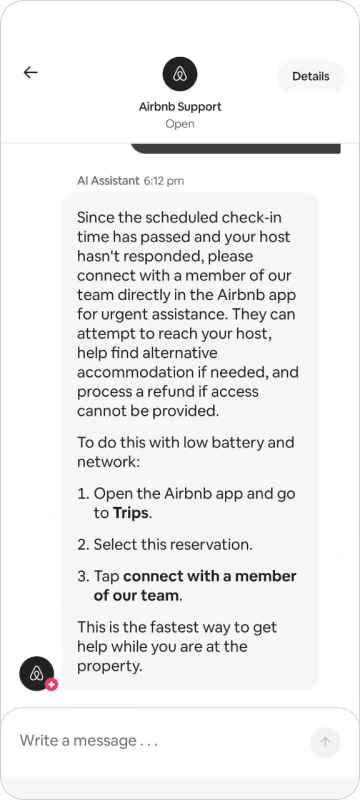 Details
Airbnb Support
Open
AI Assistant 6:12 pm
Since the scheduled check-in
time has passed and your host
hasn't responded, please
connect with a member of our
team directly in the Airbnb app
for urgent assistance. They can
attempt to reach your host,
help find alternative
accommodation if needed, and
process a refund if access
cannot be provided.
To do this with low battery and
network:
1. Open the Airbnb app and go
to Trips.
2. Select this reservation.
3. Tap connect with a member
of our team.
This is the fastest way to get
help while you are at the
property.
Write a message . . .